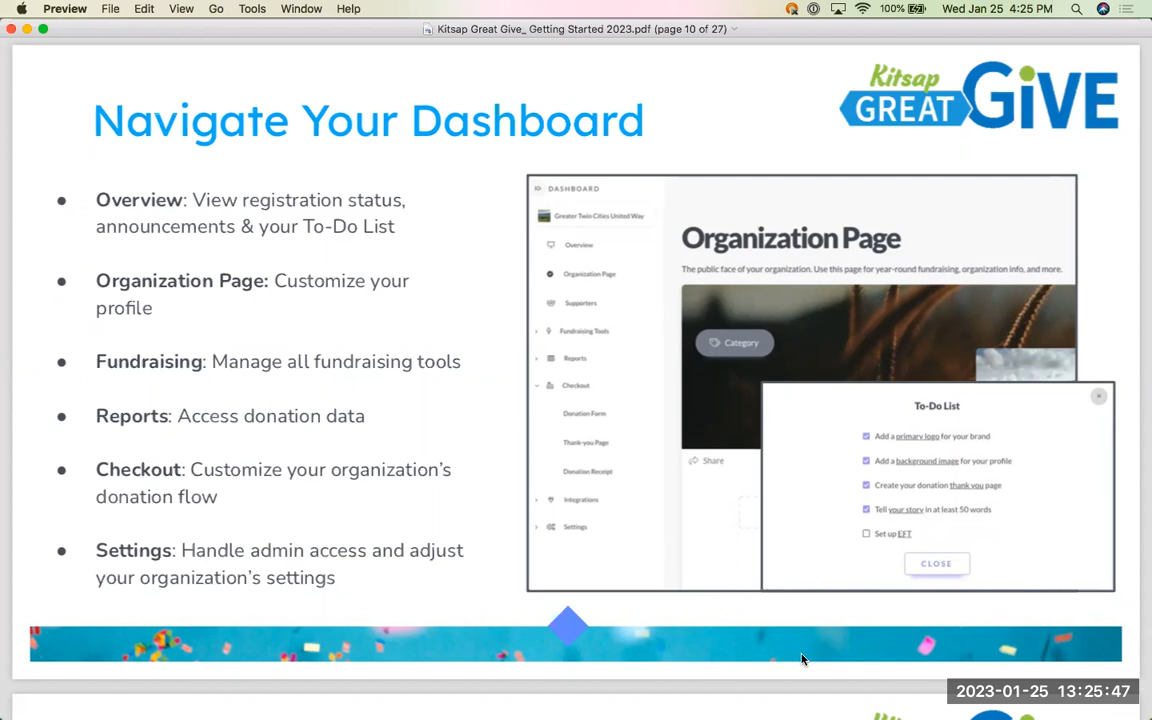 Preview File Edit View Go Tools Window Help 100% Wed Jan 25 4:25 PM
Kitsap Great Give_ Getting Started 2023.pdf (page 10 of 27)
Kitsap
GREAT GiVE
Navigate Your Dashboard
● Overview: View registration status,
announcements & your To-Do List
● Organization Page: Customize your
profile
● Fundraising: Manage all fundraising tools
● Reports: Access donation data
● Checkout: Customize your organization's
donation flow
● Settings: Handle admin access and adjust
your organization's settings
DASHBOARD
Greater Twin Cities United Way
Overview
Organization Page
Supporters
Fundraising Tools
Reports
Checkout
Donation Form
Thank-you Page
Donation Receipt
Integrations
Settings
Organization Page
The public face of your organization. Use this page for year-round fundraising, organization info, and more.
Category
Share
To-Do List
Add a primary logo for your brand
Add a background image for your profile
Create your donation thank you page
Tell your story in at least 50 words
Set up EFT
CLOSE
2023-01-25 13:25:47